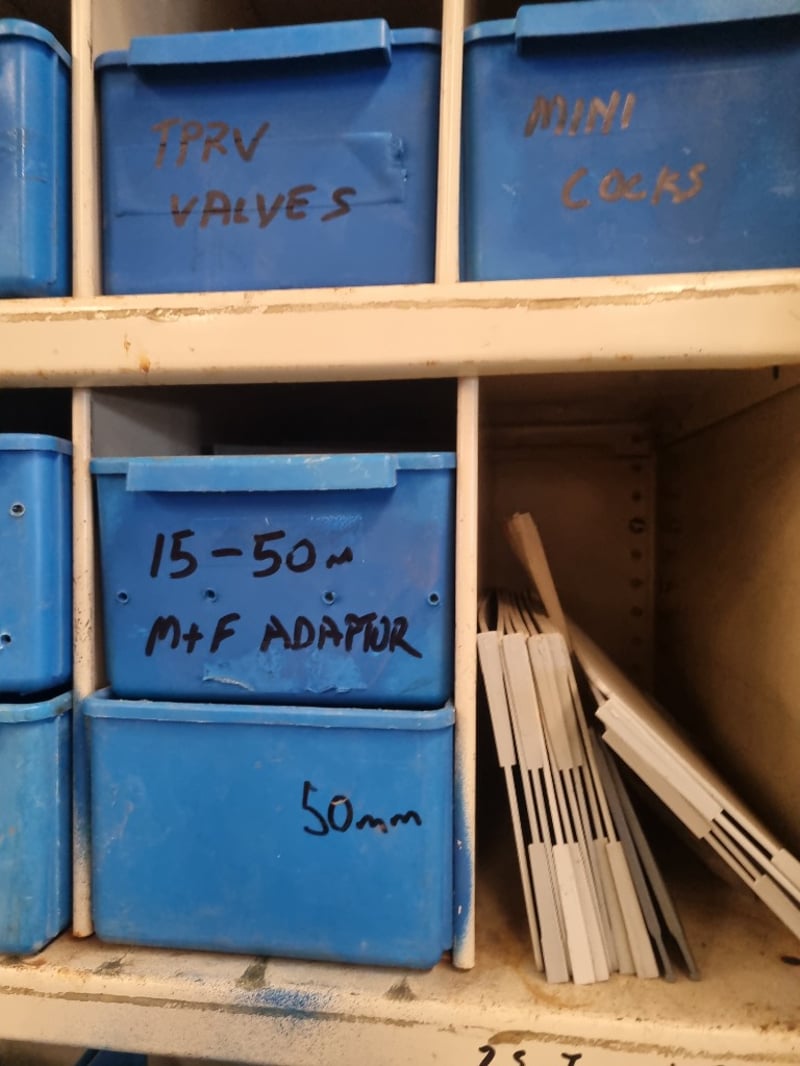 TPRV
VALVES
MINI
COCKS
15-50m
M+F ADAPTOR
50mm